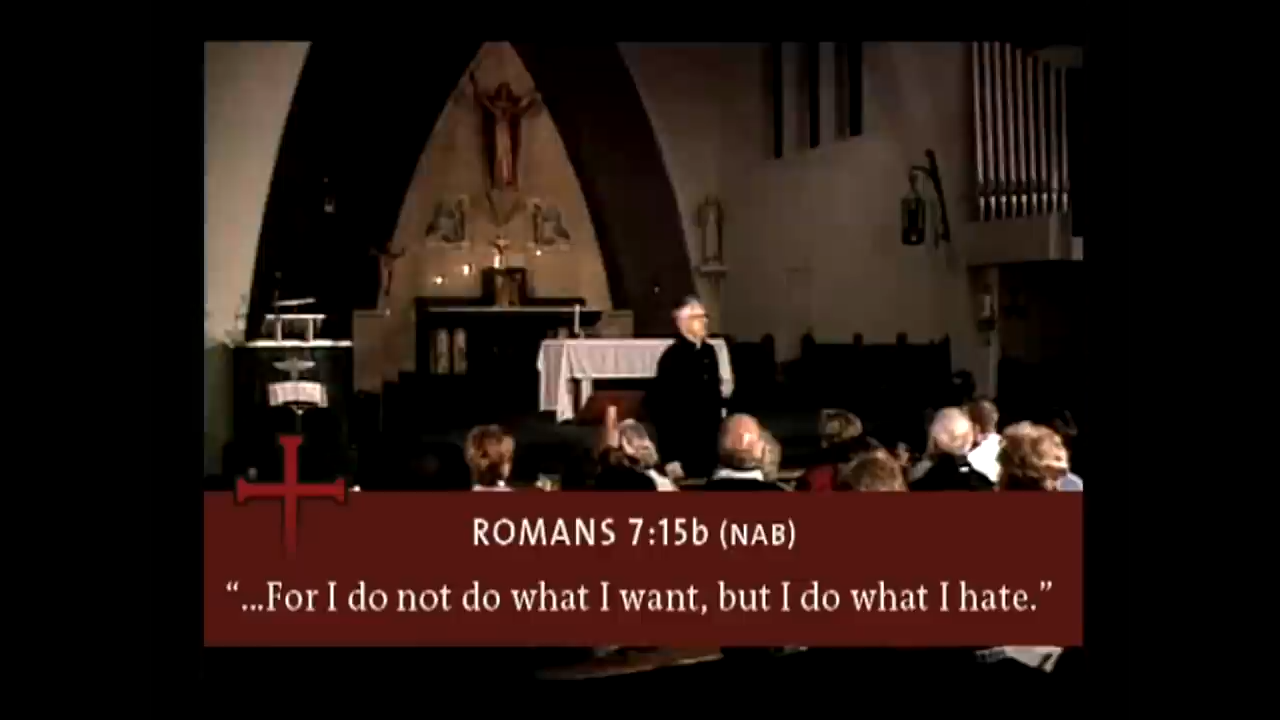 ROMANS 7:15b (NAB)
“...For I do not do what I want, but I do what I hate.”